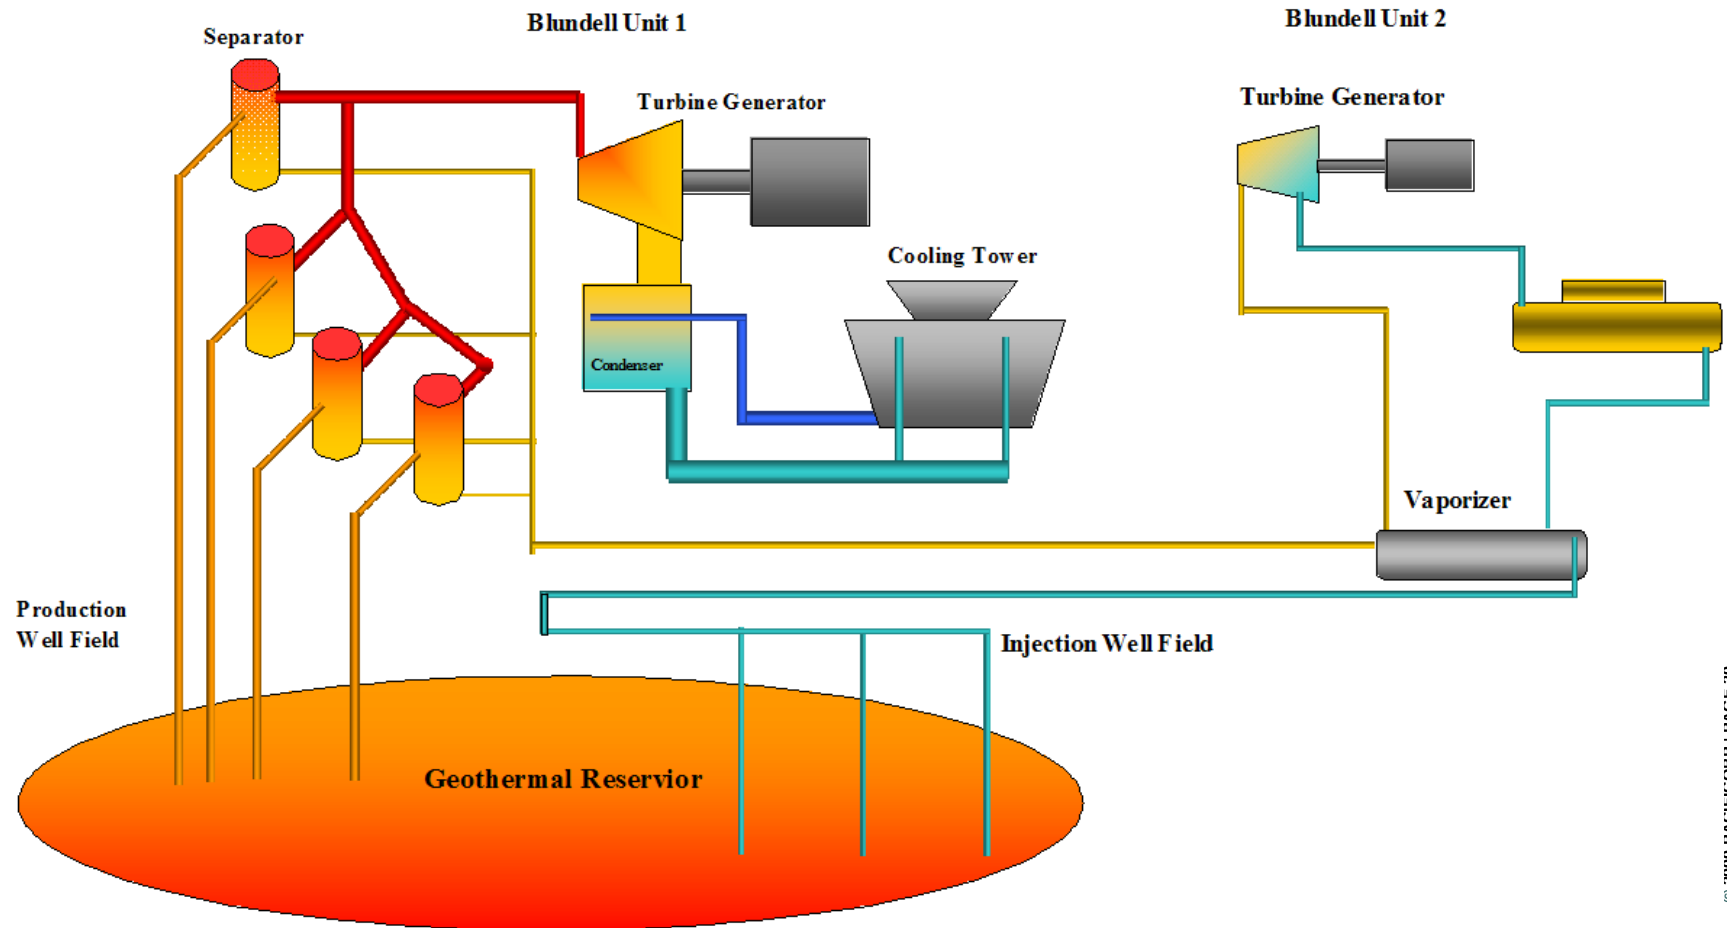 Blundell Unit 1
Blundell Unit 2
Separator
Turbine Generator
Turbine Generator
Cooling Tower
Condenser
Vaporizer
Production
Well Field
Injection Well Field
Geothermal Reservior